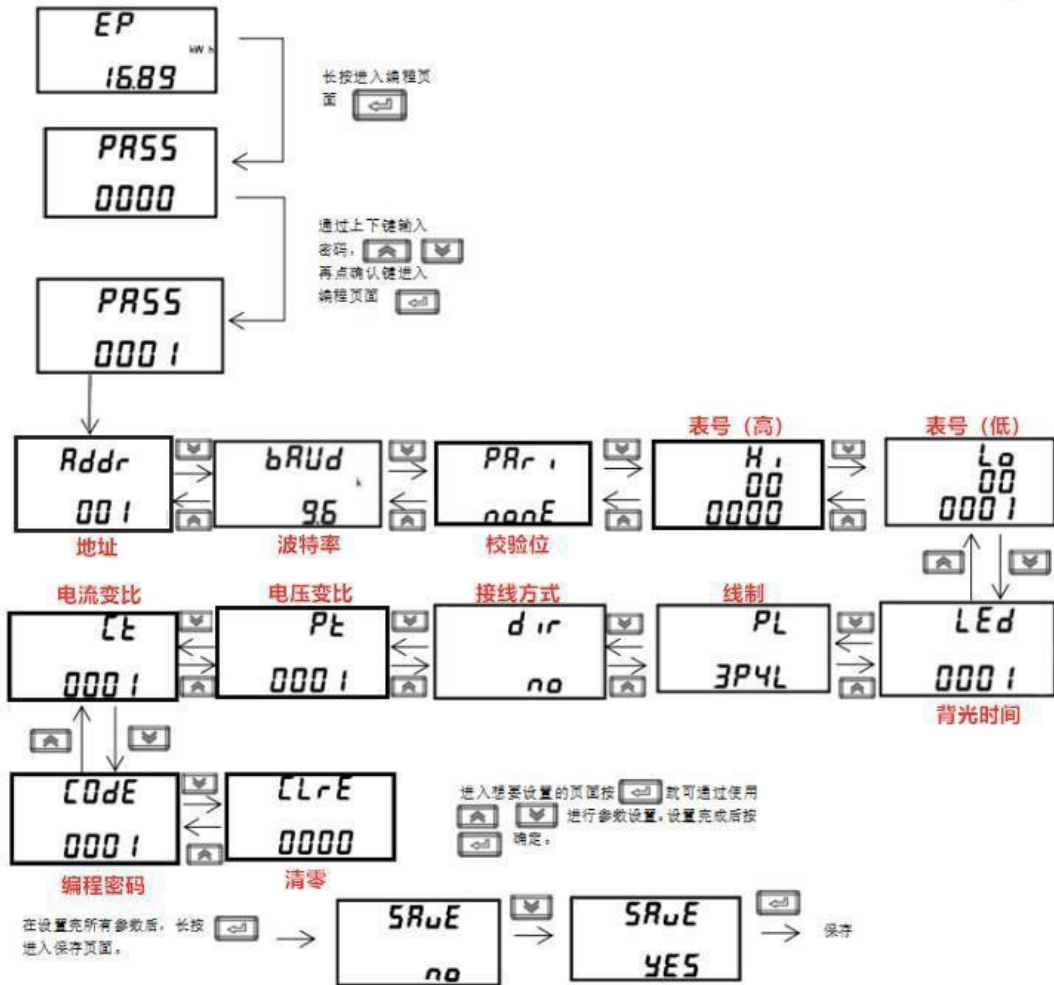 EP
kWh
16.89
长按进入编程页
面
PASS
0000
通过上下键输入
密码，
再点确认键进入
编程页面
PASS
0001
表号（高）
表号（低）
Addr
001
bAUd
k
9.6
PAri
nonE
Hi
00
0000
Lo
00
0001
地址
波特率
校验位
电流变比
电压变比
接线方式
线制
Ct
0001
Pt
0001
dir
no
PL
3P4L
LEd
0001
背光时间
COdE
0001
CLrE
0000
进入想要设置的页面按 就可通过使用
进行参数设置。设置完成后按
确定。
编程密码
清零
在设置完所有参数后，长按
进入保存页面。
SAvE
no
SAvE
YES
保存